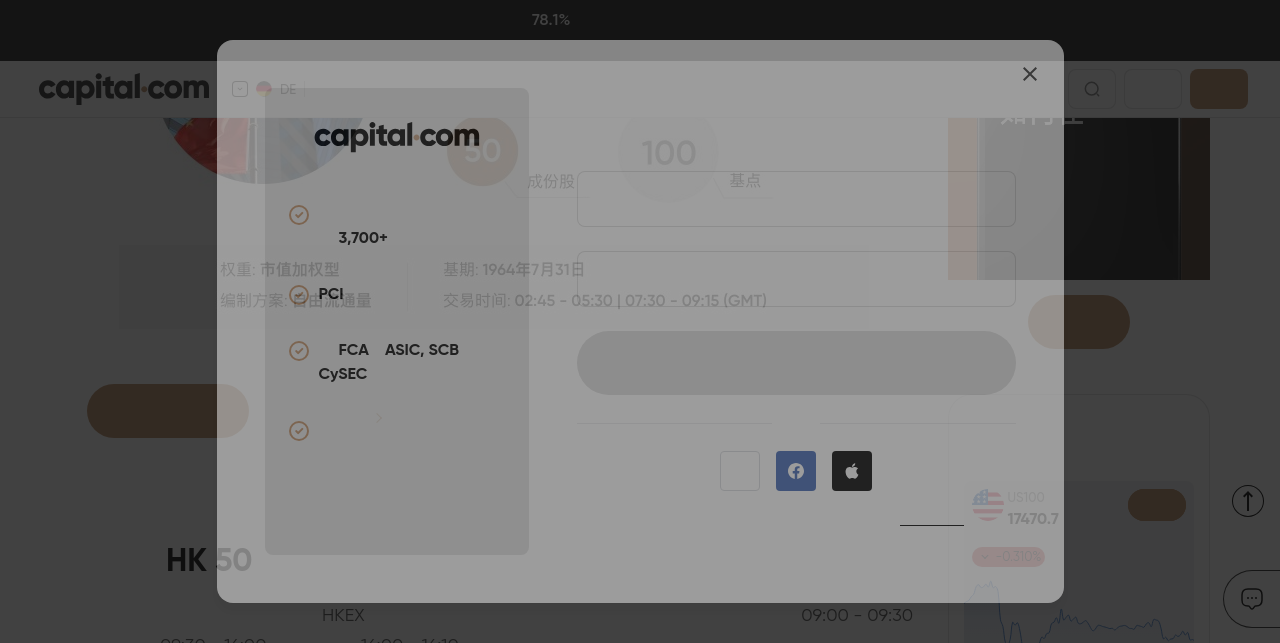 78.1%
capital.com
DE
capital.com
50
100
成份股
基点
3,700+
权重: 市值加权型
基期: 1964年7月31日
PCI
编制方案: 自由流通量
交易时间: 02:45 - 05:30 | 07:30 - 09:15 (GMT)
FCA ASIC, SCB
CySEC
US100
17470.7
-0.310%
HK 50
HKEX
09:00 - 09:30